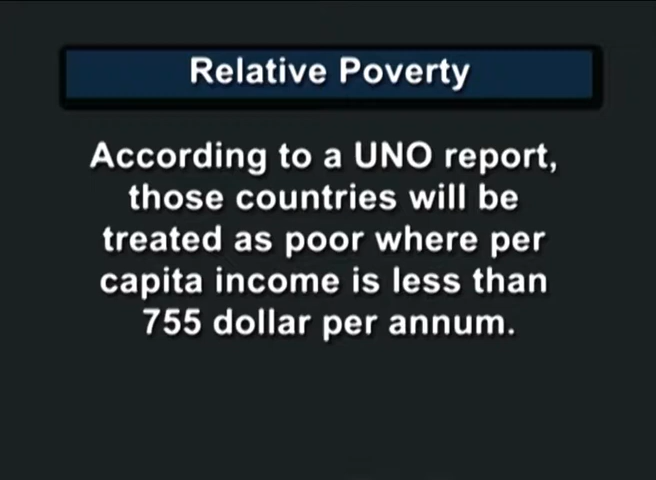 Relative Poverty
According to a UNO report,
those countries will be
treated as poor where per
capita income is less than
755 dollar per annum.